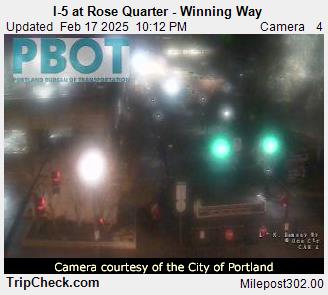 I-5 at Rose Quarter - Winning Way
Updated Feb 17 2025 10:12 PM Camera 4
PBOT
PORTLAND BUREAU OF TRANSPORTATION
Camera courtesy of the City of Portland
TripCheck.com Milepost302.00